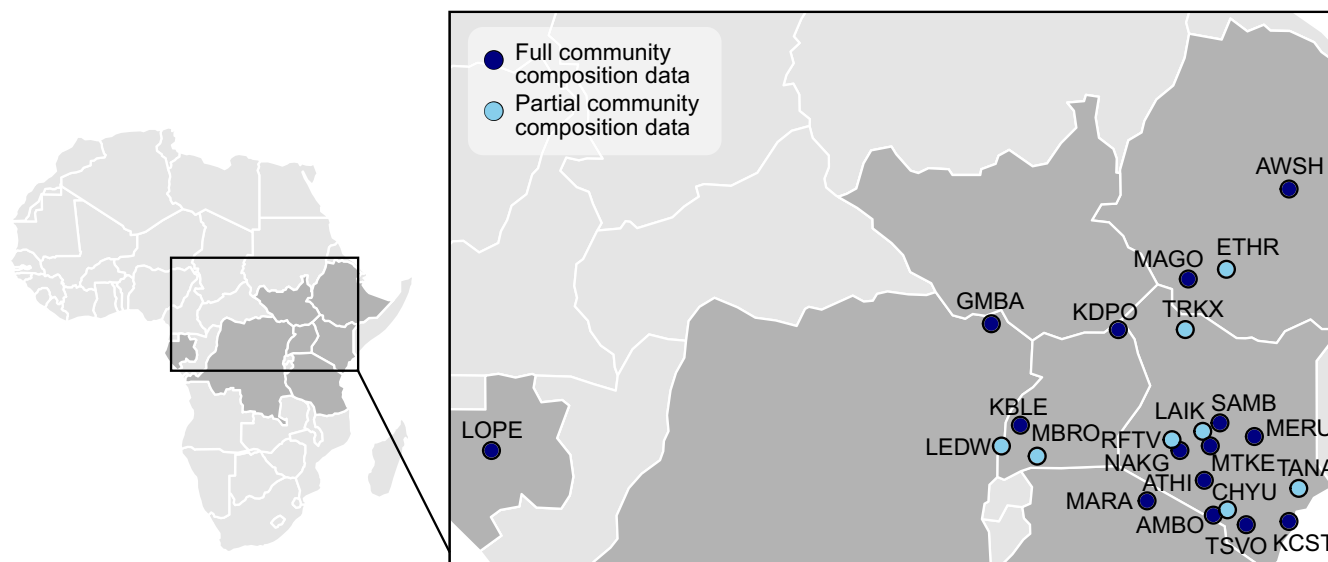 Full community
composition data
Partial community
composition data
AWSH
ETHR
MAGO
GMBA
KDPO
TRKX
KBLE
LAIK
SAMB
LOPE
LEDW
MBRO
RFTV
MERU
NAKG
MTKE
TANA
ATHI
MARA
CHYU
AMBO
TSVO
KCST